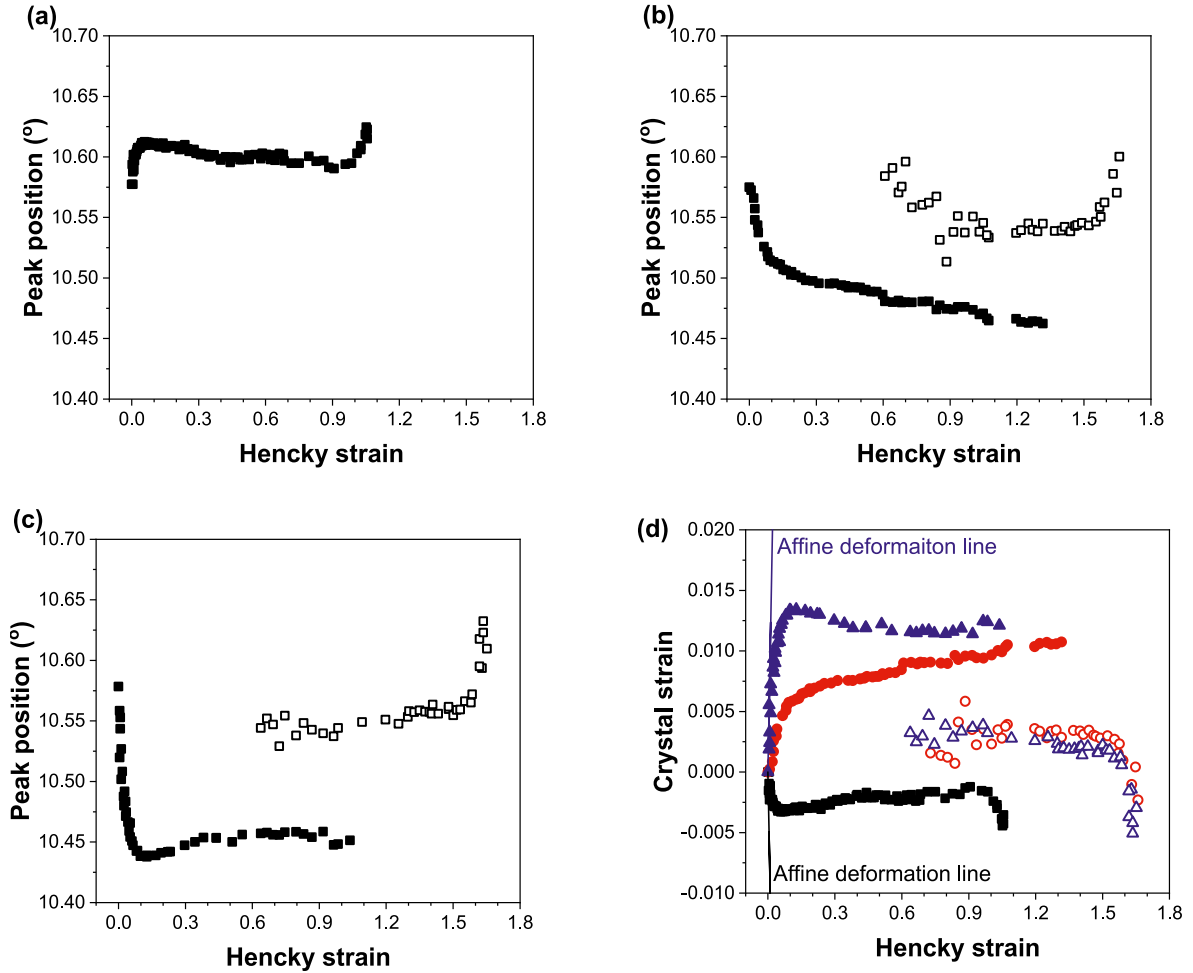 (a)
10.70
10.65
10.60
10.55
10.50
10.45
10.40
Peak position (º)
0.0 0.3 0.6 0.9 1.2 1.5 1.8
Hencky strain
(b)
10.70
10.65
10.60
10.55
10.50
10.45
10.40
Peak position (º)
0.0 0.3 0.6 0.9 1.2 1.5 1.8
Hencky strain
(c)
10.70
10.65
10.60
10.55
10.50
10.45
10.40
Peak position (º)
0.0 0.3 0.6 0.9 1.2 1.5 1.8
Hencky strain
(d)
0.020
0.015
0.010
0.005
0.000
-0.005
-0.010
Crystal strain
Affine deformaiton line
Affine deformation line
0.0 0.3 0.6 0.9 1.2 1.5 1.8
Hencky strain